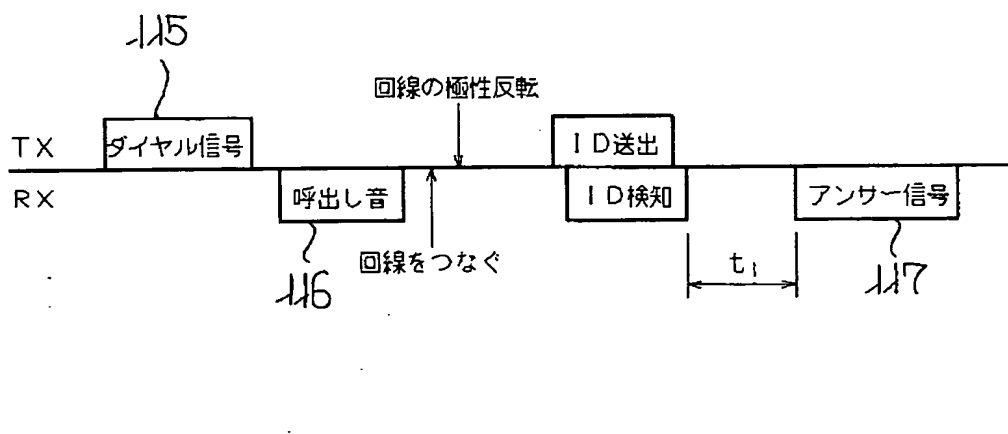 115
回線の極性反転
TX
ダイヤル信号
ID送出
RX
呼出し音
ID検知
アンサー信号
回線をつなぐ
t₁
116
117